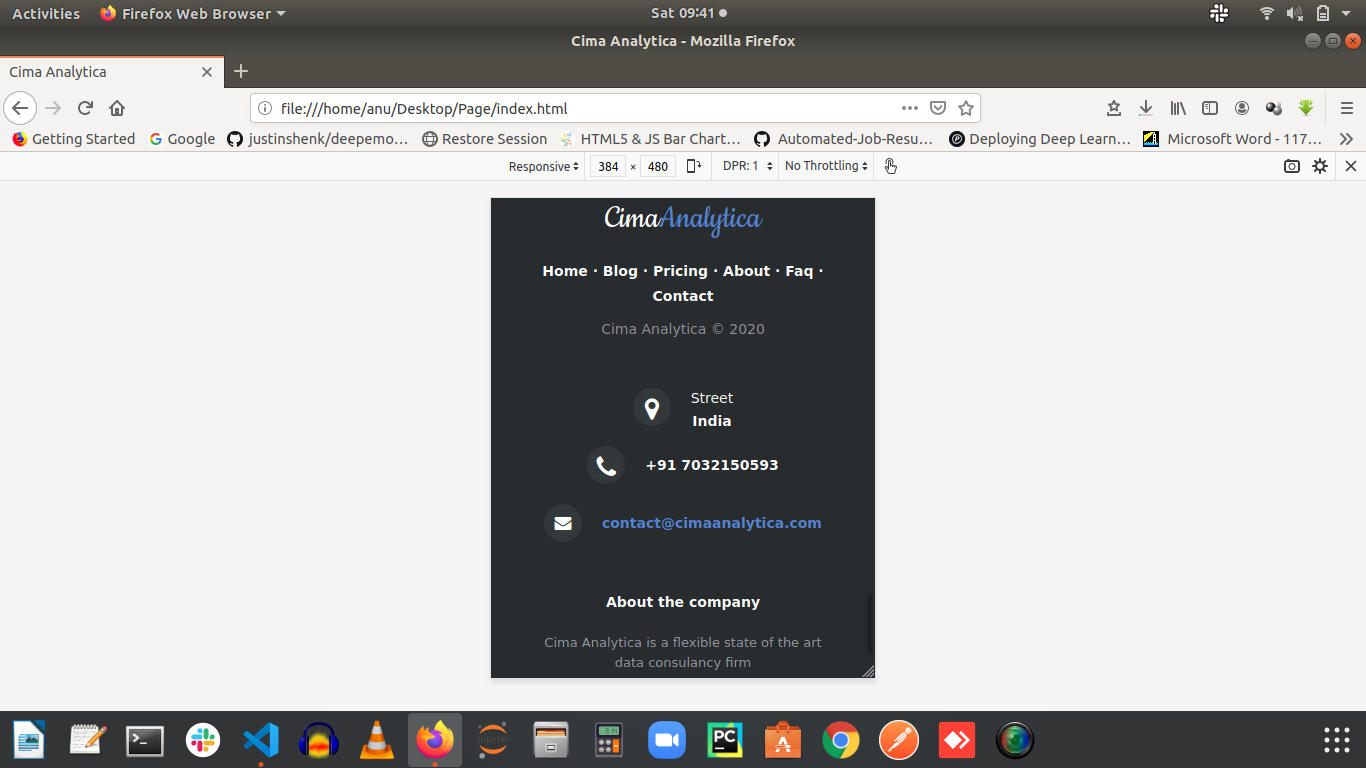 Activities Firefox Web Browser Sat 09:41
Cima Analytica - Mozilla Firefox
Cima Analytica
file:///home/anu/Desktop/Page/index.html
Getting Started Google justinshenk/deepemo… Restore Session HTML5 & JS Bar Chart… Automated-Job-Resu… Deploying Deep Learn… Microsoft Word - 117…
Responsive 384 × 480 DPR: 1 No Throttling
CimaAnalytica
Home · Blog · Pricing · About · Faq ·
Contact
Cima Analytica © 2020
Street
India
+91 7032150593
contact@cimaanalytica.com
About the company
Cima Analytica is a flexible state of the art
data consulancy firm
jupyter
PC